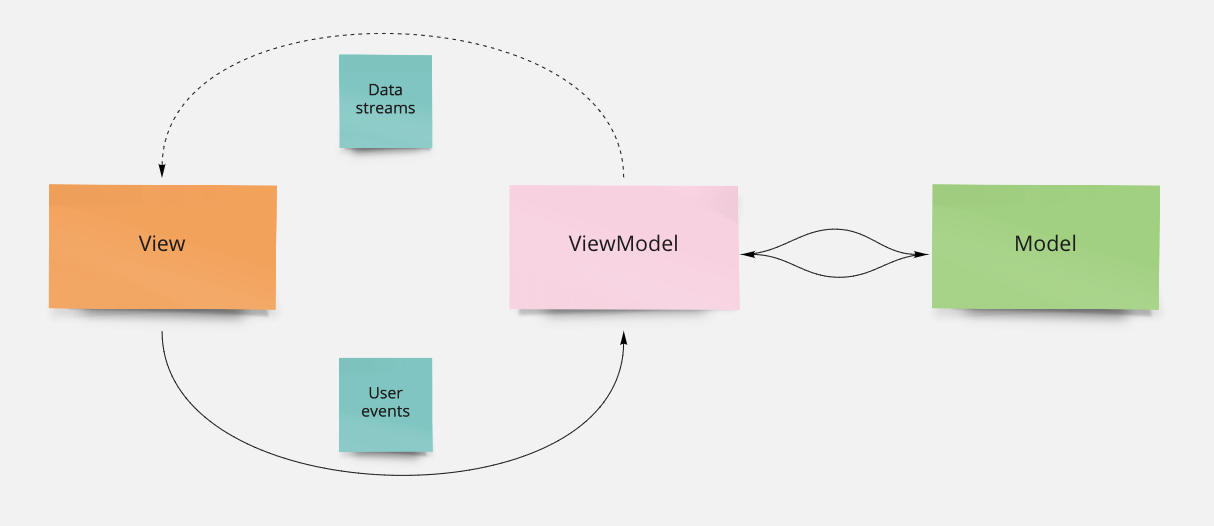 Data
streams
View
ViewModel
Model
User
events